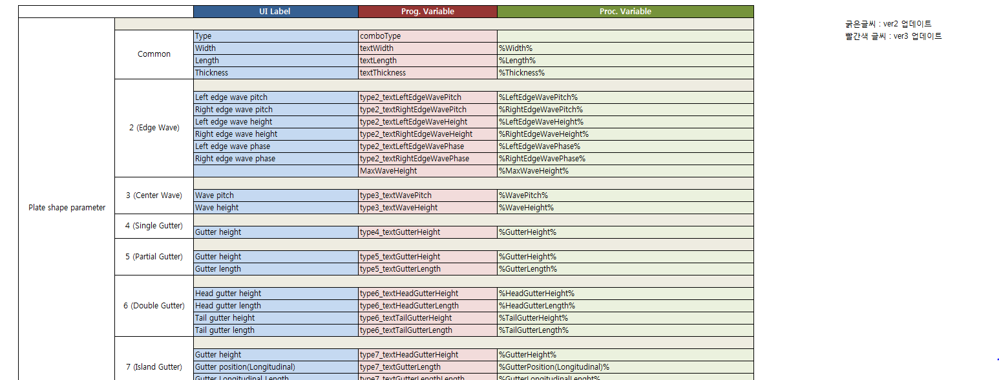 UI Label Prog. Variable Proc. Variable
굵은글씨 : ver2 업데이트
빨간색 글씨 : ver3 업데이트
Plate shape parameter
Common
Type comboType
Width textWidth %Width%
Length textLength %Length%
Thickness textThickness %Thickness%
2 (Edge Wave)
Left edge wave pitch type2_textLeftEdgeWavePitch %LeftEdgeWavePitch%
Right edge wave pitch type2_textRightEdgeWavePitch %RightEdgeWavePitch%
Left edge wave height type2_textLeftEdgeWaveHeight %LeftEdgeWaveHeight%
Right edge wave height type2_textRightEdgeWaveHeight %RightEdgeWaveHeight%
Left edge wave phase type2_textLeftEdgeWavePhase %LeftEdgeWavePhase%
Right edge wave phase type2_textRightEdgeWavePhase %RightEdgeWavePhase%
MaxWaveHeight %MaxWaveHeight%
3 (Center Wave)
Wave pitch type3_textWavePitch %WavePitch%
Wave height type3_textWaveHeight %WaveHeight%
4 (Single Gutter)
Gutter height type4_textGutterHeight %GutterHeight%
5 (Partial Gutter)
Gutter height type5_textGutterHeight %GutterHeight%
Gutter length type5_textGutterLength %GutterLength%
6 (Double Gutter)
Head gutter height type6_textHeadGutterHeight %HeadGutterHeight%
Head gutter length type6_textHeadGutterLength %HeadGutterLength%
Tail gutter height type6_textTailGutterHeight %TailGutterHeight%
Tail gutter length type6_textTailGutterLength %TailGutterLength%
7 (Island Gutter)
Gutter height type7_textHeadGutterHeight %GutterHeight%
Gutter position(Longitudinal) type7_textGutterLength %GutterPosition(Longitudinal)%
Gutter Longitudinal Length type7_textGutterLengthLength %GutterLongitudinalLenght%